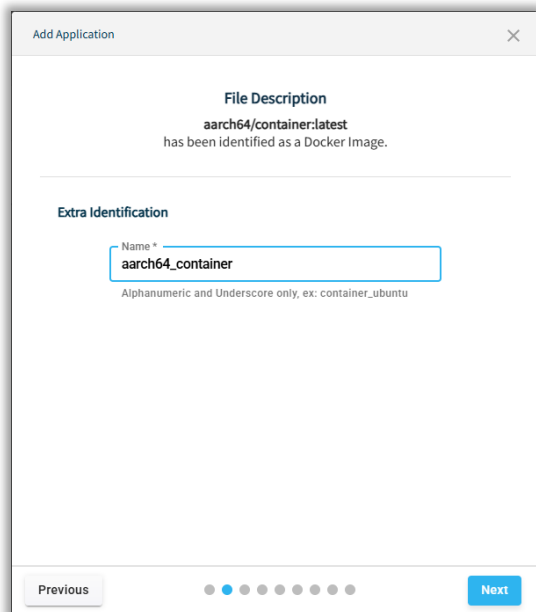 Add Application
File Description
aarch64/container:latest
has been identified as a Docker Image.
Extra Identification
Name *
aarch64_container
Alphanumeric and Underscore only, ex: container_ubuntu
Previous
Next